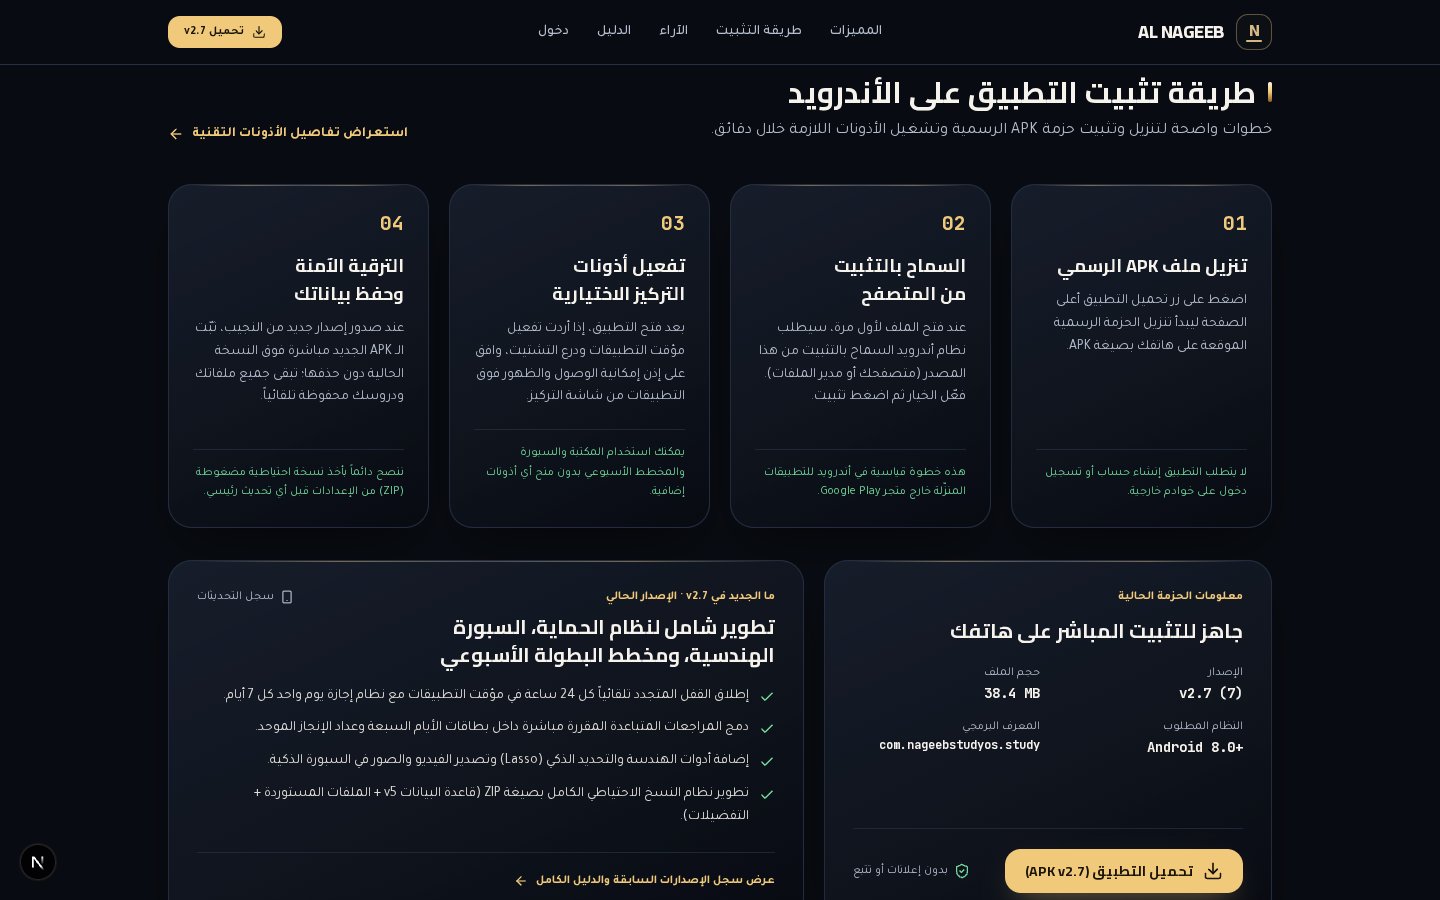 N
AL NAGEEB
المميزات
طريقة التثبيت
الآراء
الدليل
دخول
تحميل v2.7
طريقة تثبيت التطبيق على الأندرويد
خطوات واضحة لتنزيل وتثبيت حزمة APK الرسمية وتشغيل الأذونات اللازمة خلال دقائق.
استعراض تفاصيل الأذونات التقنية
01
تنزيل ملف APK الرسمي
اضغط على زر تحميل التطبيق أعلى
الصفحة ليبدأ تنزيل الحزمة الرسمية
الموقعة على هاتفك بصيغة APK.
لا يتطلب التطبيق إنشاء حساب أو تسجيل
دخول على خوادم خارجية.
02
السماح بالتثبيت
من المتصفح
عند فتح الملف لأول مرة، سيطلب
نظام أندرويد السماح بالتثبيت من هذا
المصدر (متصفحك أو مدير الملفات).
فعّل الخيار ثم اضغط تثبيت.
هذه خطوة قياسية في أندرويد للتطبيقات
المنزّلة خارج متجر Google Play.
03
تفعيل أذونات
التركيز الاختيارية
بعد فتح التطبيق، إذا أردت تفعيل
مؤقت التطبيقات ودرع التشتيت، وافق
على إذن إمكانية الوصول والظهور فوق
التطبيقات من شاشة التركيز.
يمكنك استخدام المكتبة والسبورة
والمخطط الأسبوعي بدون منح أي أذونات
إضافية.
04
الترقية الآمنة
وحفظ بياناتك
عند صدور إصدار جديد من النجيب، ثبّت
الـ APK الجديد مباشرة فوق النسخة
الحالية دون حذفها؛ تبقى جميع ملفاتك
ودروسك محفوظة تلقائياً.
ننصح دائماً بأخذ نسخة احتياطية مضغوطة
(ZIP) من الإعدادات قبل أي تحديث رئيسي.
معلومات الحزمة الحالية
جاهز للتثبيت المباشر على هاتفك
الإصدار
v2.7 (7)
حجم الملف
38.4 MB
النظام المطلوب
Android 8.0+
المعرف البرمجي
com.nageebstudyos.study
تحميل التطبيق (APK v2.7)
بدون إعلانات أو تتبع
ما الجديد في v2.7 · الإصدار الحالي
سجل التحديثات
تطوير شامل لنظام الحماية، السبورة
الهندسية، ومخطط البطولة الأسبوعي
إطلاق القفل المتجدد تلقائياً كل 24 ساعة في مؤقت التطبيقات مع نظام إجازة يوم واحد كل 7 أيام.
دمج المراجعات المتباعدة المقررة مباشرة داخل بطاقات الأيام السبعة وعداد الإنجاز الموحد.
إضافة أدوات الهندسة والتحديد الذكي (Lasso) وتصدير الفيديو والصور في السبورة الذكية.
تطوير نظام النسخ الاحتياطي الكامل بصيغة ZIP (قاعدة البيانات v5 + الملفات المستوردة +
التفضيلات).
عرض سجل الإصدارات السابقة والدليل الكامل
N